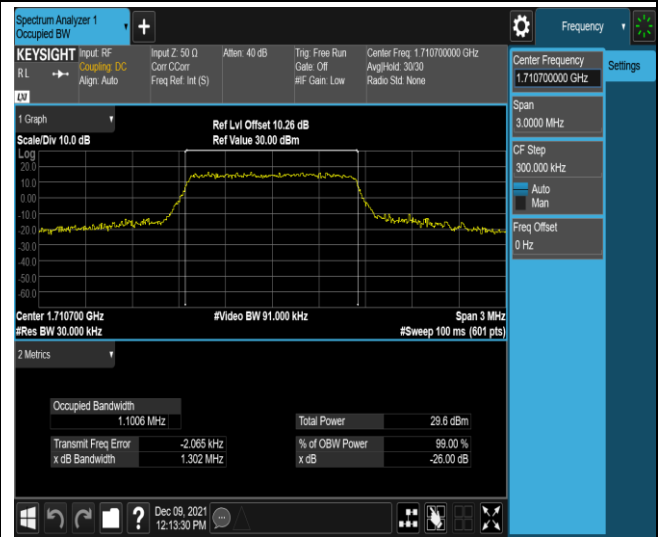 Spectrum Analyzer 1
Occupied BW
+
Frequency
KEYSIGHT
RL
LXI
Input: RF
Coupling: DC
Align: Auto
Input Z: 50 Ω
Corr CCorr
Freq Ref: Int (S)
Atten: 40 dB
Trig: Free Run
Gate: Off
#IF Gain: Low
Center Freq: 1.710700000 GHz
Avg|Hold: 30/30
Radio Std: None
Center Frequency
1.710700000 GHz
Settings
Span
3.0000 MHz
CF Step
300.000 kHz
Auto
Man
Freq Offset
0 Hz
1 Graph
Scale/Div 10.0 dB
Ref Lvl Offset 10.26 dB
Ref Value 30.00 dBm
Log
20.0
10.0
0.00
-10.0
-20.0
-30.0
-40.0
-50.0
-60.0
Center 1.710700 GHz
#Res BW 30.000 kHz
#Video BW 91.000 kHz
Span 3 MHz
#Sweep 100 ms (601 pts)
2 Metrics
Occupied Bandwidth
1.1006 MHz
Total Power 29.6 dBm
Transmit Freq Error -2.065 kHz
% of OBW Power 99.00 %
x dB Bandwidth 1.302 MHz
x dB -26.00 dB
?
Dec 09, 2021
12:13:30 PM